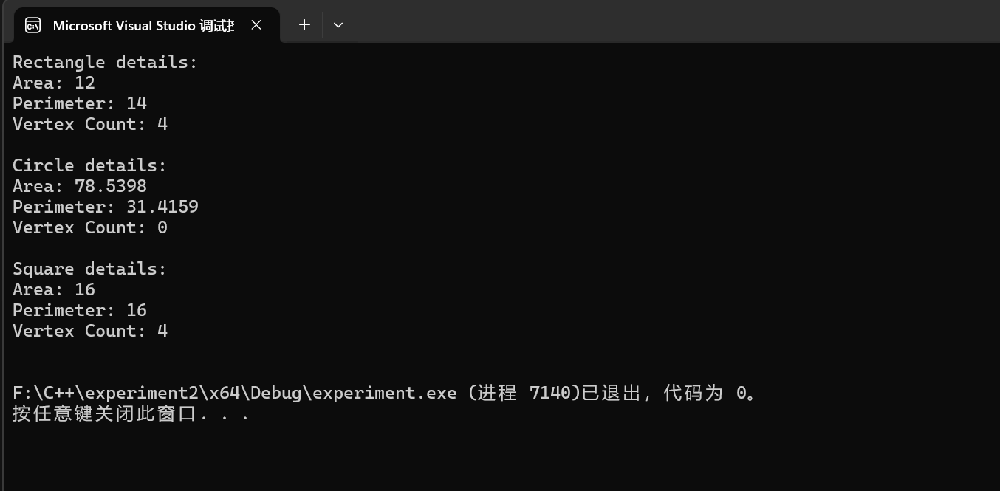 Microsoft Visual Studio 调试
Rectangle details:
Area: 12
Perimeter: 14
Vertex Count: 4
Circle details:
Area: 78.5398
Perimeter: 31.4159
Vertex Count: 0
Square details:
Area: 16
Perimeter: 16
Vertex Count: 4
F:\C++\experiment2\x64\Debug\experiment.exe (进程 7140)已退出，代码为 0。
按任意键关闭此窗口. . .